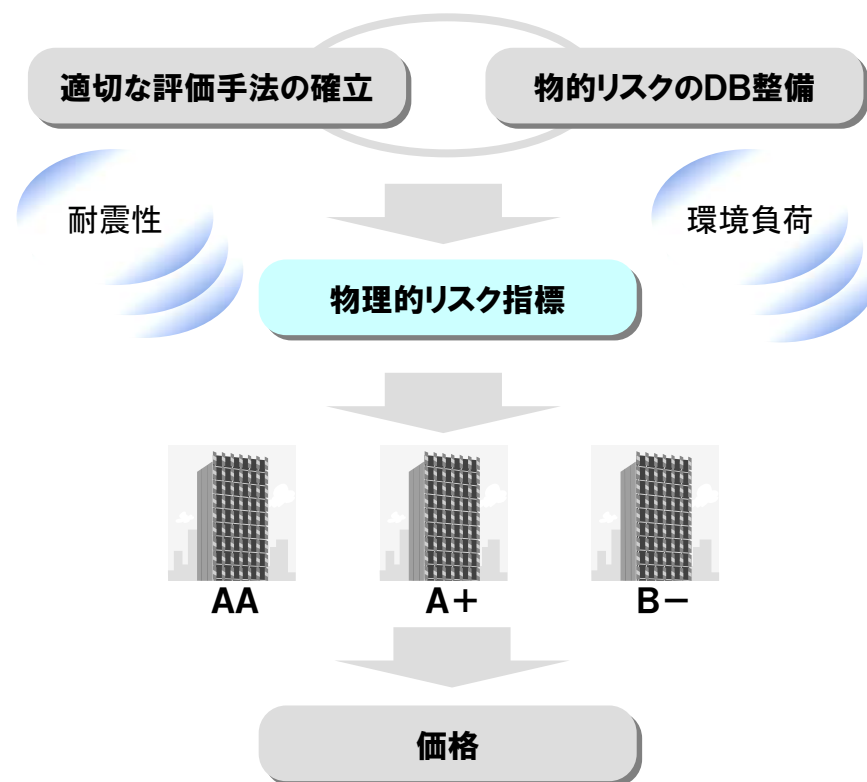 適切な評価手法の確立
物的リスクのDB整備
耐震性
環境負荷
物理的リスク指標
AA
A＋
B－
価格